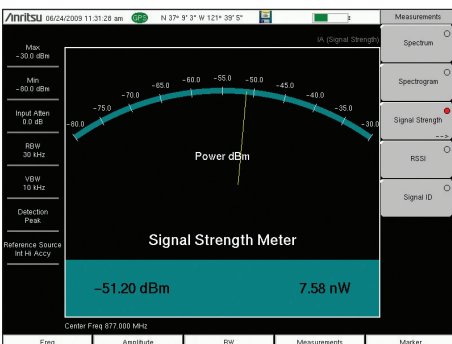 Anritsu 06/24/2009 11:31:28 am GPS N 37° 9' 3" W 121° 39' 5"
Measurements
IA (Signal Strength)
Max
-30.0 dBm
Min
-80.0 dBm
Input Atten
0.0 dB
RBW
30 kHz
VBW
10 kHz
Detection
Peak
Reference Source
Int Hi Accy
-80.0 -75.0 -70.0 -65.0 -60.0 -55.0 -50.0 -45.0 -40.0 -35.0 -30.0
Power dBm
Signal Strength Meter
-51.20 dBm 7.58 nW
Center Freq 877.000 MHz
Spectrum
Spectrogram
Signal Strength
-->
RSSI
Signal ID
Freq Amplitude BW Measurements Marker